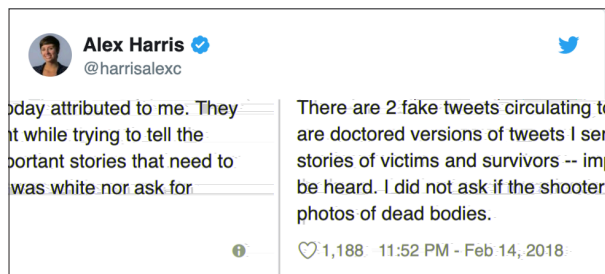 Alex Harris
@harrisalexc
oday attributed to me. They
nt while trying to tell the
portant stories that need to
was white nor ask for
There are 2 fake tweets circulating t
are doctored versions of tweets I se
stories of victims and survivors -- im
be heard. I did not ask if the shooter
photos of dead bodies.
1,188 11:52 PM - Feb 14, 2018